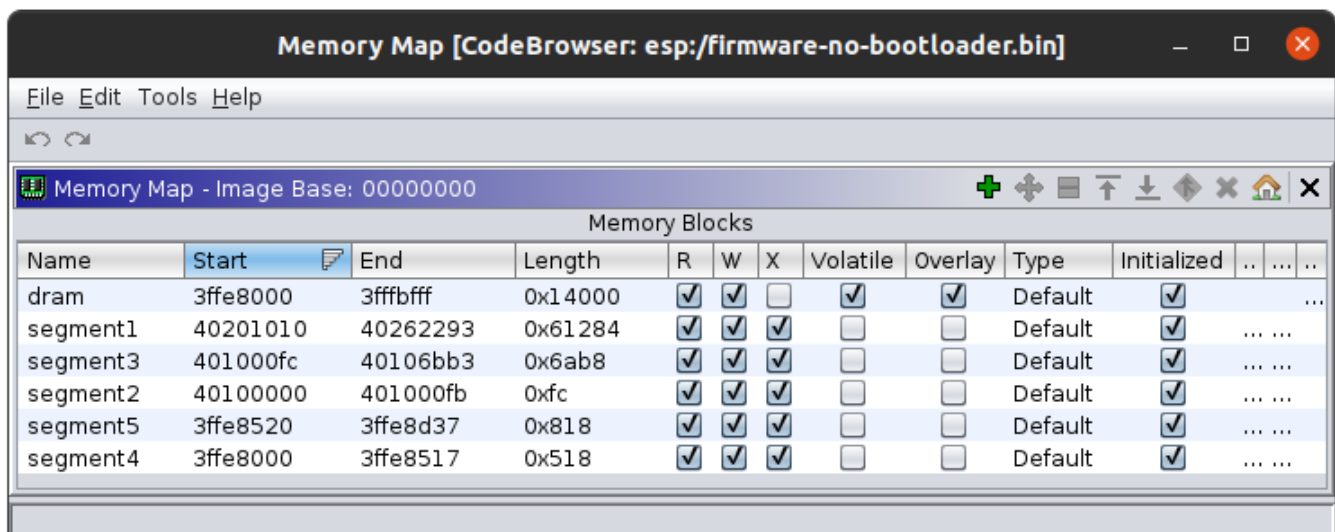 Memory Map [CodeBrowser: esp:/firmware-no-bootloader.bin]
File Edit Tools Help
Memory Map - Image Base: 00000000
Memory Blocks
Name Start End Length R W X Volatile Overlay Type Initialized .. ... ..
dram 3ffe8000 3fffbfff 0x14000 Default ...
segment1 40201010 40262293 0x61284 Default ... ...
segment3 401000fc 40106bb3 0x6ab8 Default ... ...
segment2 40100000 401000fb 0xfc Default ... ...
segment5 3ffe8520 3ffe8d37 0x818 Default ... ...
segment4 3ffe8000 3ffe8517 0x518 Default ... ...